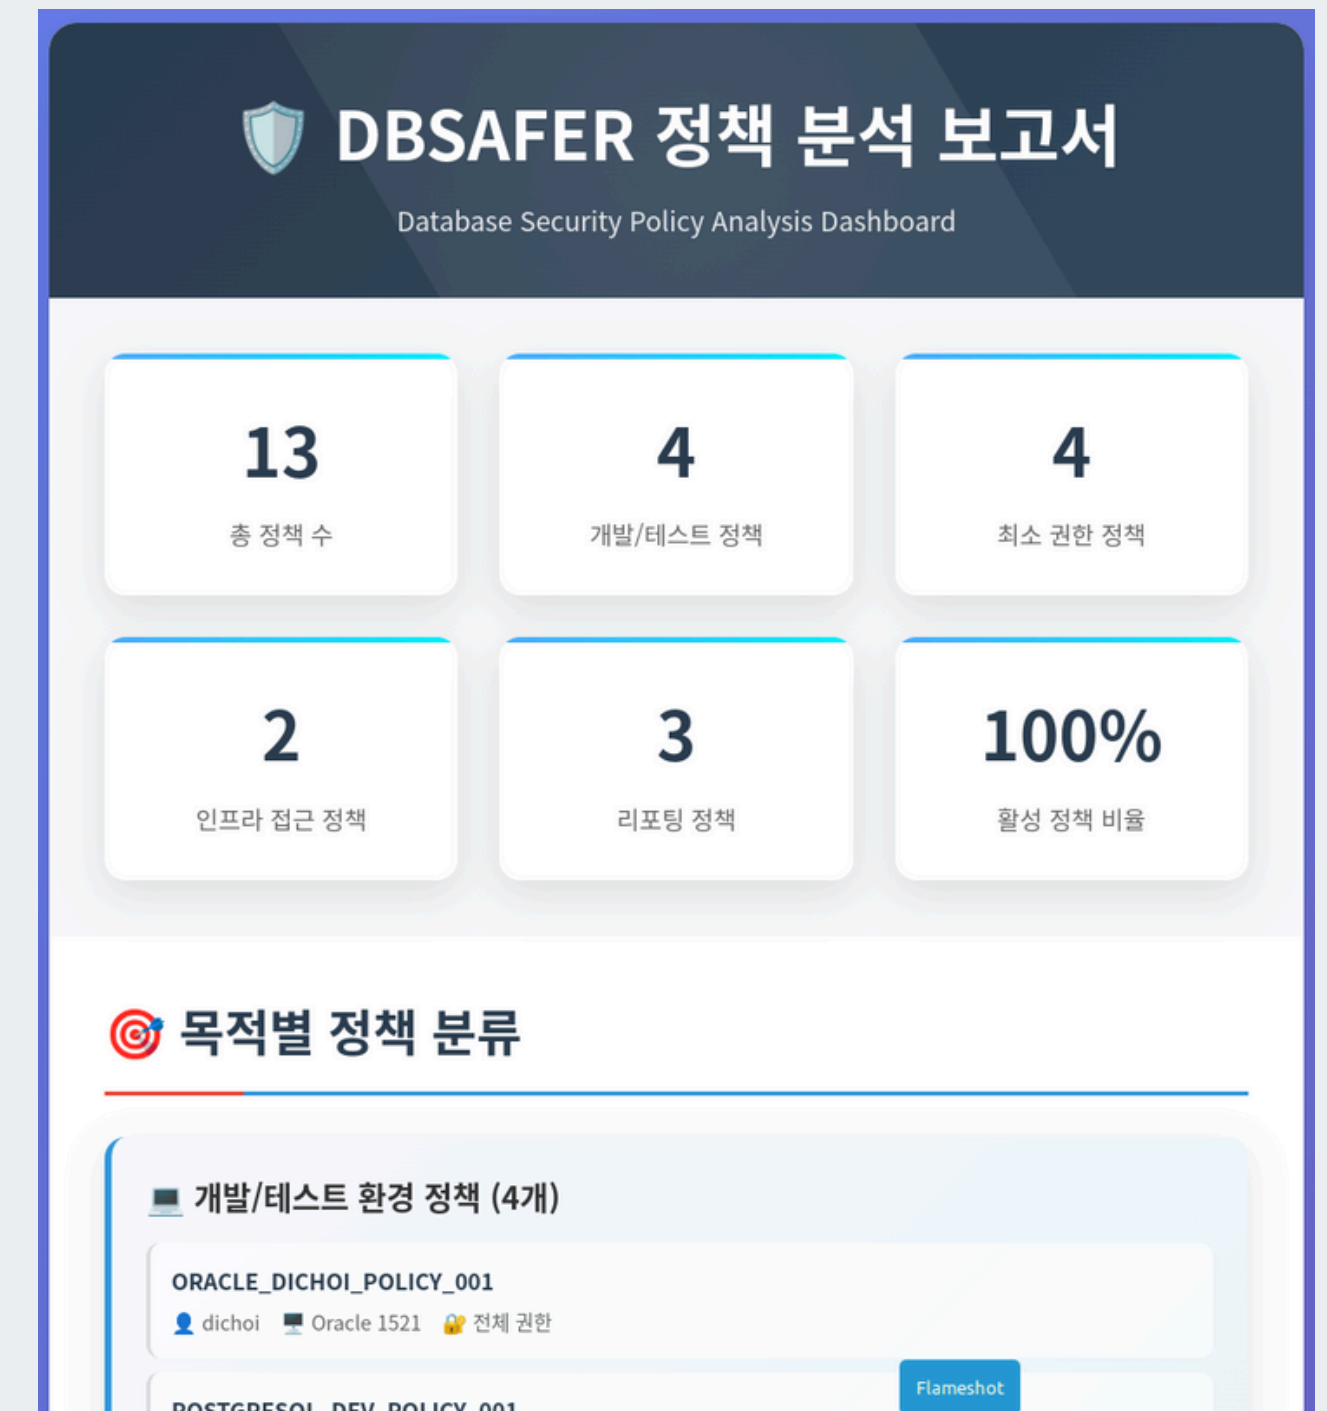 DBSAFER 정책 분석 보고서
Database Security Policy Analysis Dashboard
13
총 정책 수
4
개발/테스트 정책
4
최소 권한 정책
2
인프라 접근 정책
3
리포팅 정책
100%
활성 정책 비율
목적별 정책 분류
개발/테스트 환경 정책 (4개)
ORACLE_DICHOI_POLICY_001
dichoi Oracle 1521 전체 권한
Flameshot
POSTGRESQL_DEV_POLICY_001